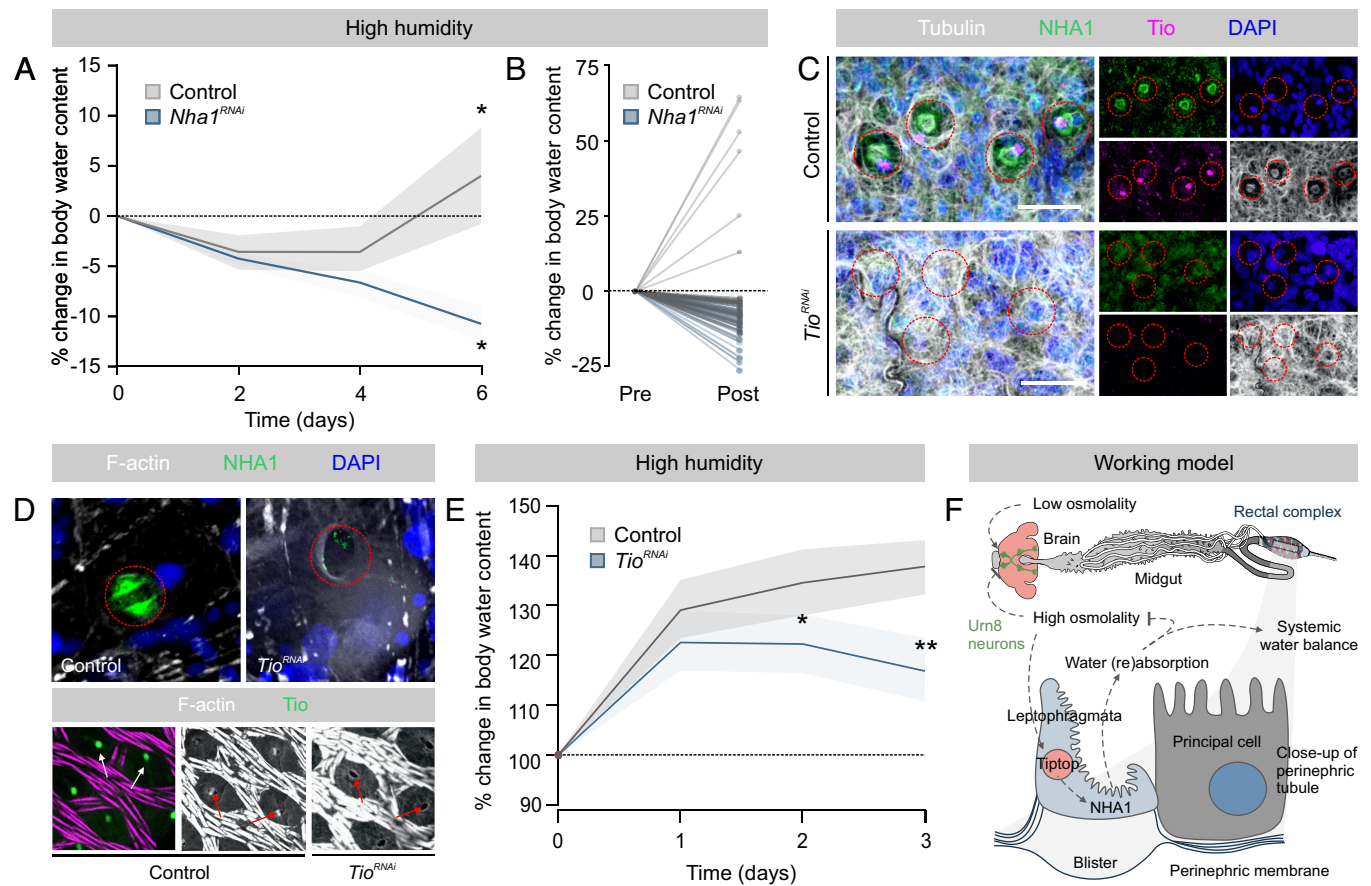 High humidity
A
% change in body water content
15
10
5
0
-5
-10
-15
Control
Nha1RNAi
*
*
0
2
4
6
Time (days)
B
% change in body water content
75
50
25
0
-25
Control
Nha1RNAi
Pre
Post
C
Tubulin NHA1 Tio DAPI
Control
TioRNAi
D
F-actin NHA1 DAPI
Control
TioRNAi
F-actin Tio
Control
TioRNAi
E
High humidity
% change in body water content
150
140
130
120
110
100
90
Control
TioRNAi
*
**
0
1
2
3
Time (days)
F
Working model
Low osmolality
Rectal complex
Brain
Midgut
High osmolality
Urn8
neurons
Systemic
water balance
Water (re)absorption
Leptophragmata
Principal cell
Tiptop
Close-up of
perinephric
tubule
NHA1
Blister
Perinephric membrane